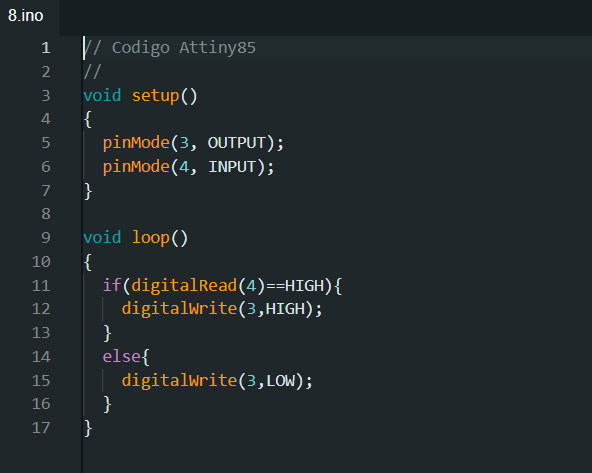 8.ino
1 // Codigo Attiny85
2 //
3 void setup()
4 {
5   pinMode(3, OUTPUT);
6   pinMode(4, INPUT);
7 }
8
9 void loop()
10 {
11   if(digitalRead(4)==HIGH){
12     digitalWrite(3,HIGH);
13   }
14   else{
15     digitalWrite(3,LOW);
16   }
17 }